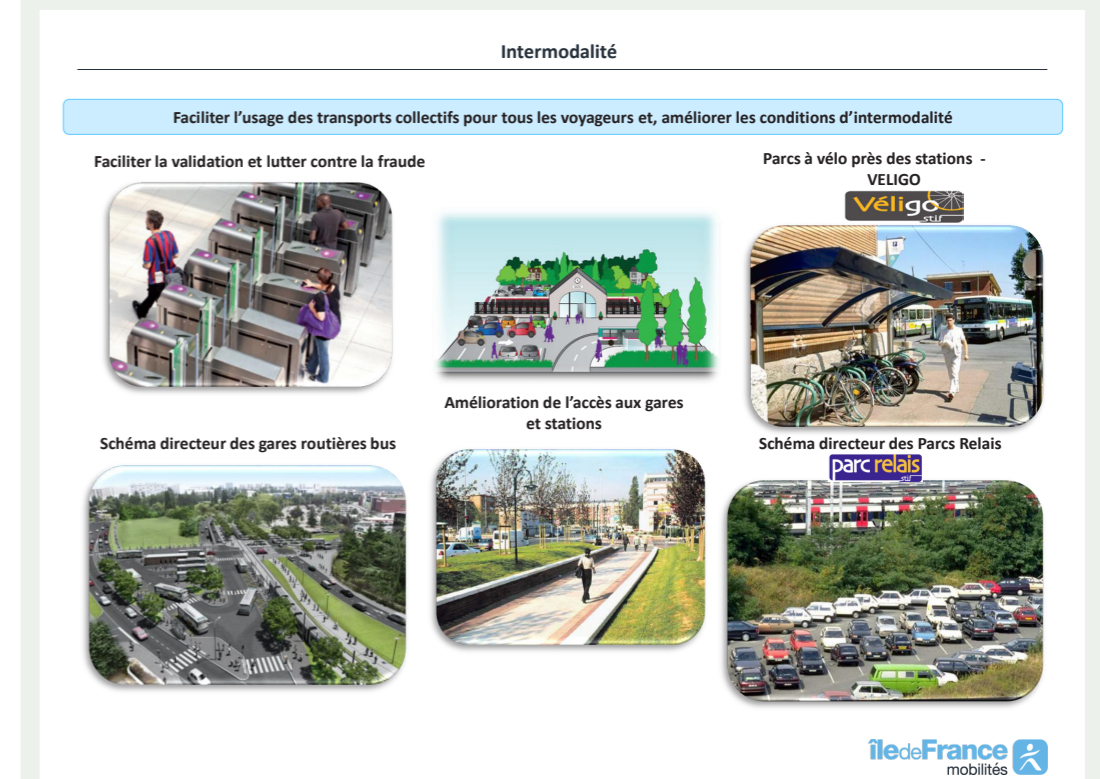 Intermodalité
Faciliter l’usage des transports collectifs pour tous les voyageurs et, améliorer les conditions d’intermodalité
Faciliter la validation et lutter contre la fraude
Parcs à vélo près des stations -
VELIGO
Véligo
stif
Amélioration de l’accès aux gares
et stations
Schéma directeur des gares routières bus
Schéma directeur des Parcs Relais
parc relais
stif
îledeFrance
mobilités